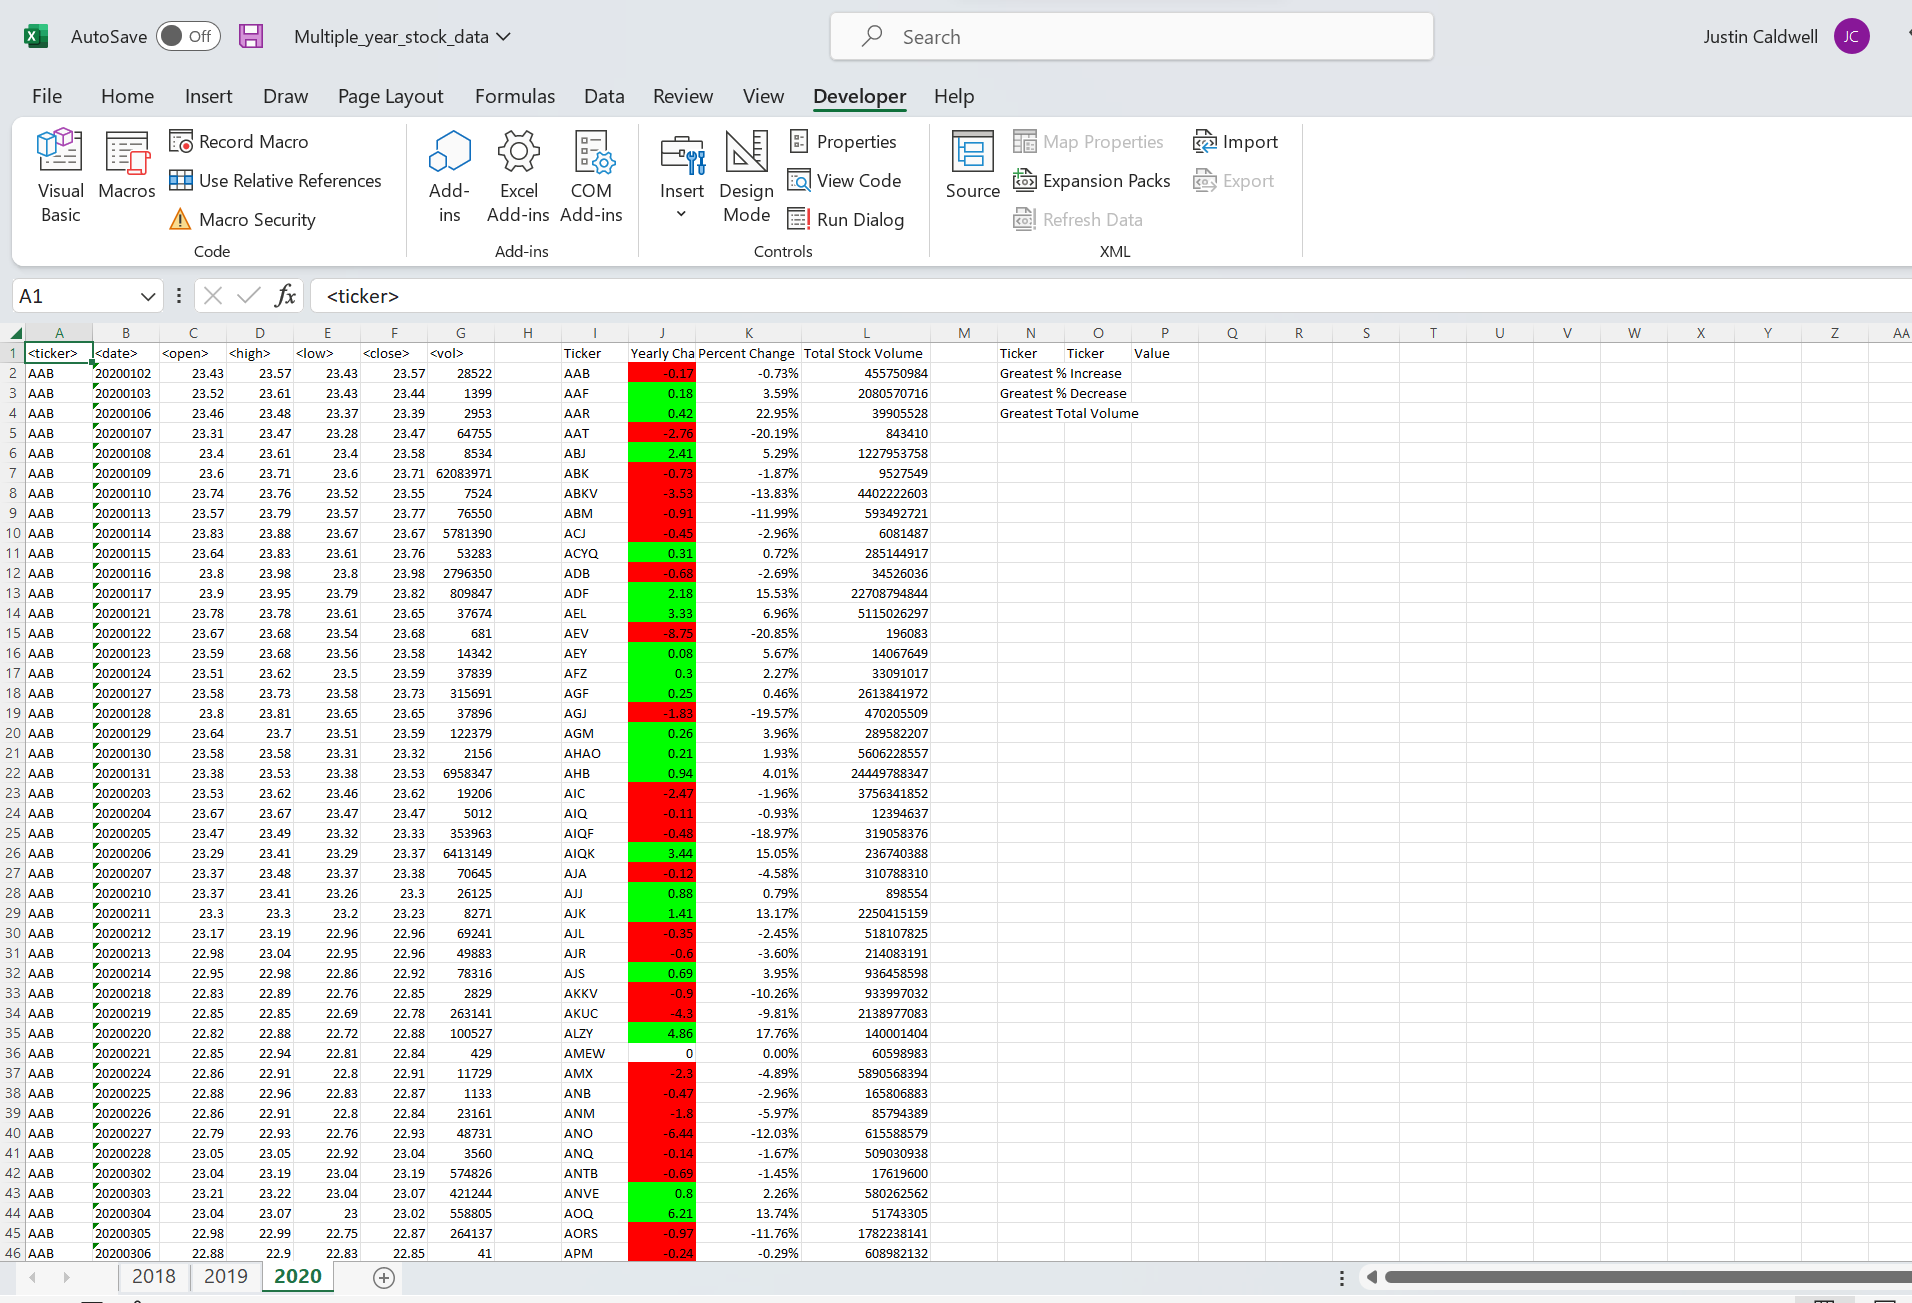 AutoSave Off Multiple_year_stock_data Search Justin Caldwell JC
File Home Insert Draw Page Layout Formulas Data Review View Developer Help
Visual Basic Macros Record Macro Use Relative References Macro Security Code
Add-ins Excel Add-ins COM Add-ins Add-ins
Insert Design Mode Properties View Code Run Dialog Controls
Source Map Properties Expansion Packs Refresh Data Import Export XML
A1 fx <ticker>
A B C D E F G H I J K L M N O P Q R S T U V W X Y Z AA
1 <ticker> <date> <open> <high> <low> <close> <vol> Ticker Yearly Cha Percent Change Total Stock Volume Ticker Ticker Value
2 AAB 20200102 23.43 23.57 23.43 23.57 28522 AAB -0.17 -0.73% 455750984 Greatest % Increase
3 AAB 20200103 23.52 23.61 23.43 23.44 1399 AAF 0.18 3.59% 2080570716 Greatest % Decrease
4 AAB 20200106 23.46 23.48 23.37 23.39 2953 AAR 0.42 22.95% 39905528 Greatest Total Volume
5 AAB 20200107 23.31 23.47 23.28 23.47 64755 AAT -2.76 -20.19% 843410
6 AAB 20200108 23.4 23.61 23.4 23.58 8534 ABJ 2.41 5.29% 1227953758
7 AAB 20200109 23.6 23.71 23.6 23.71 62083971 ABK -0.73 -1.87% 9527549
8 AAB 20200110 23.74 23.76 23.52 23.55 7524 ABKV -3.53 -13.83% 4402222603
9 AAB 20200113 23.57 23.79 23.57 23.77 76550 ABM -0.91 -11.99% 593492721
10 AAB 20200114 23.83 23.88 23.67 23.67 5781390 ACJ -0.45 -2.96% 6081487
11 AAB 20200115 23.64 23.83 23.61 23.76 53283 ACYQ 0.31 0.72% 285144917
12 AAB 20200116 23.8 23.98 23.8 23.98 2796350 ADB -0.68 -2.69% 34526036
13 AAB 20200117 23.9 23.95 23.79 23.82 809847 ADF 2.18 15.53% 22708794844
14 AAB 20200121 23.78 23.78 23.61 23.65 37674 AEL 3.33 6.96% 5115026297
15 AAB 20200122 23.67 23.68 23.54 23.68 681 AEV -8.75 -20.85% 196083
16 AAB 20200123 23.59 23.68 23.56 23.58 14342 AEY 0.08 5.67% 14067649
17 AAB 20200124 23.51 23.62 23.5 23.59 37839 AFZ 0.3 2.27% 33091017
18 AAB 20200127 23.58 23.73 23.58 23.73 315691 AGF 0.25 0.46% 2613841972
19 AAB 20200128 23.8 23.81 23.65 23.65 37896 AGJ -1.83 -19.57% 470205509
20 AAB 20200129 23.64 23.7 23.51 23.59 122379 AGM 0.26 3.96% 289582207
21 AAB 20200130 23.58 23.58 23.31 23.32 2156 AHAO 0.21 1.93% 5606228557
22 AAB 20200131 23.38 23.53 23.38 23.53 6958347 AHB 0.94 4.01% 24449788347
23 AAB 20200203 23.53 23.62 23.46 23.62 19206 AIC -2.47 -1.96% 3756341852
24 AAB 20200204 23.67 23.67 23.47 23.47 5012 AIQ -0.11 -0.93% 12394637
25 AAB 20200205 23.47 23.49 23.32 23.33 353963 AIQF -0.48 -18.97% 319058376
26 AAB 20200206 23.29 23.41 23.29 23.37 6413149 AIQK 3.44 15.05% 236740388
27 AAB 20200207 23.37 23.48 23.37 23.38 70645 AJA -0.12 -4.58% 310788310
28 AAB 20200210 23.37 23.41 23.26 23.3 26125 AJJ 0.88 0.79% 898554
29 AAB 20200211 23.3 23.3 23.2 23.23 8271 AJK 1.41 13.17% 2250415159
30 AAB 20200212 23.17 23.19 22.96 22.96 69241 AJL -0.35 -2.45% 518107825
31 AAB 20200213 22.98 23.04 22.95 22.96 49883 AJR -0.6 -3.60% 214083191
32 AAB 20200214 22.95 22.98 22.86 22.92 78316 AJS 0.69 3.95% 936458598
33 AAB 20200218 22.83 22.89 22.76 22.85 2829 AKKV -0.9 -10.26% 933997032
34 AAB 20200219 22.85 22.85 22.69 22.78 263141 AKUC -4.3 -9.81% 2138977083
35 AAB 20200220 22.82 22.88 22.72 22.88 100527 ALZY 4.86 17.76% 140001404
36 AAB 20200221 22.85 22.94 22.81 22.84 429 AMEW 0 0.00% 60598983
37 AAB 20200224 22.86 22.91 22.8 22.91 11729 AMX -2.3 -4.89% 5890568394
38 AAB 20200225 22.88 22.96 22.83 22.87 1133 ANB -0.47 -2.96% 165806883
39 AAB 20200226 22.86 22.91 22.8 22.84 23161 ANM -1.8 -5.97% 85794389
40 AAB 20200227 22.79 22.93 22.76 22.93 48731 ANO -6.44 -12.03% 615588579
41 AAB 20200228 23.05 23.05 22.92 23.04 3560 ANQ -0.14 -1.67% 509030938
42 AAB 20200302 23.04 23.19 23.04 23.19 574826 ANTB -0.69 -1.45% 17619600
43 AAB 20200303 23.21 23.22 23.04 23.07 421244 ANVE 0.8 2.26% 580262562
44 AAB 20200304 23.04 23.07 23 23.02 558805 AOQ 6.21 13.74% 51743305
45 AAB 20200305 22.98 22.99 22.75 22.87 264137 AORS -0.97 -11.76% 1782238141
46 AAB 20200306 22.88 22.9 22.83 22.85 41 APM -0.24 -0.29% 608982132
2018 2019 2020